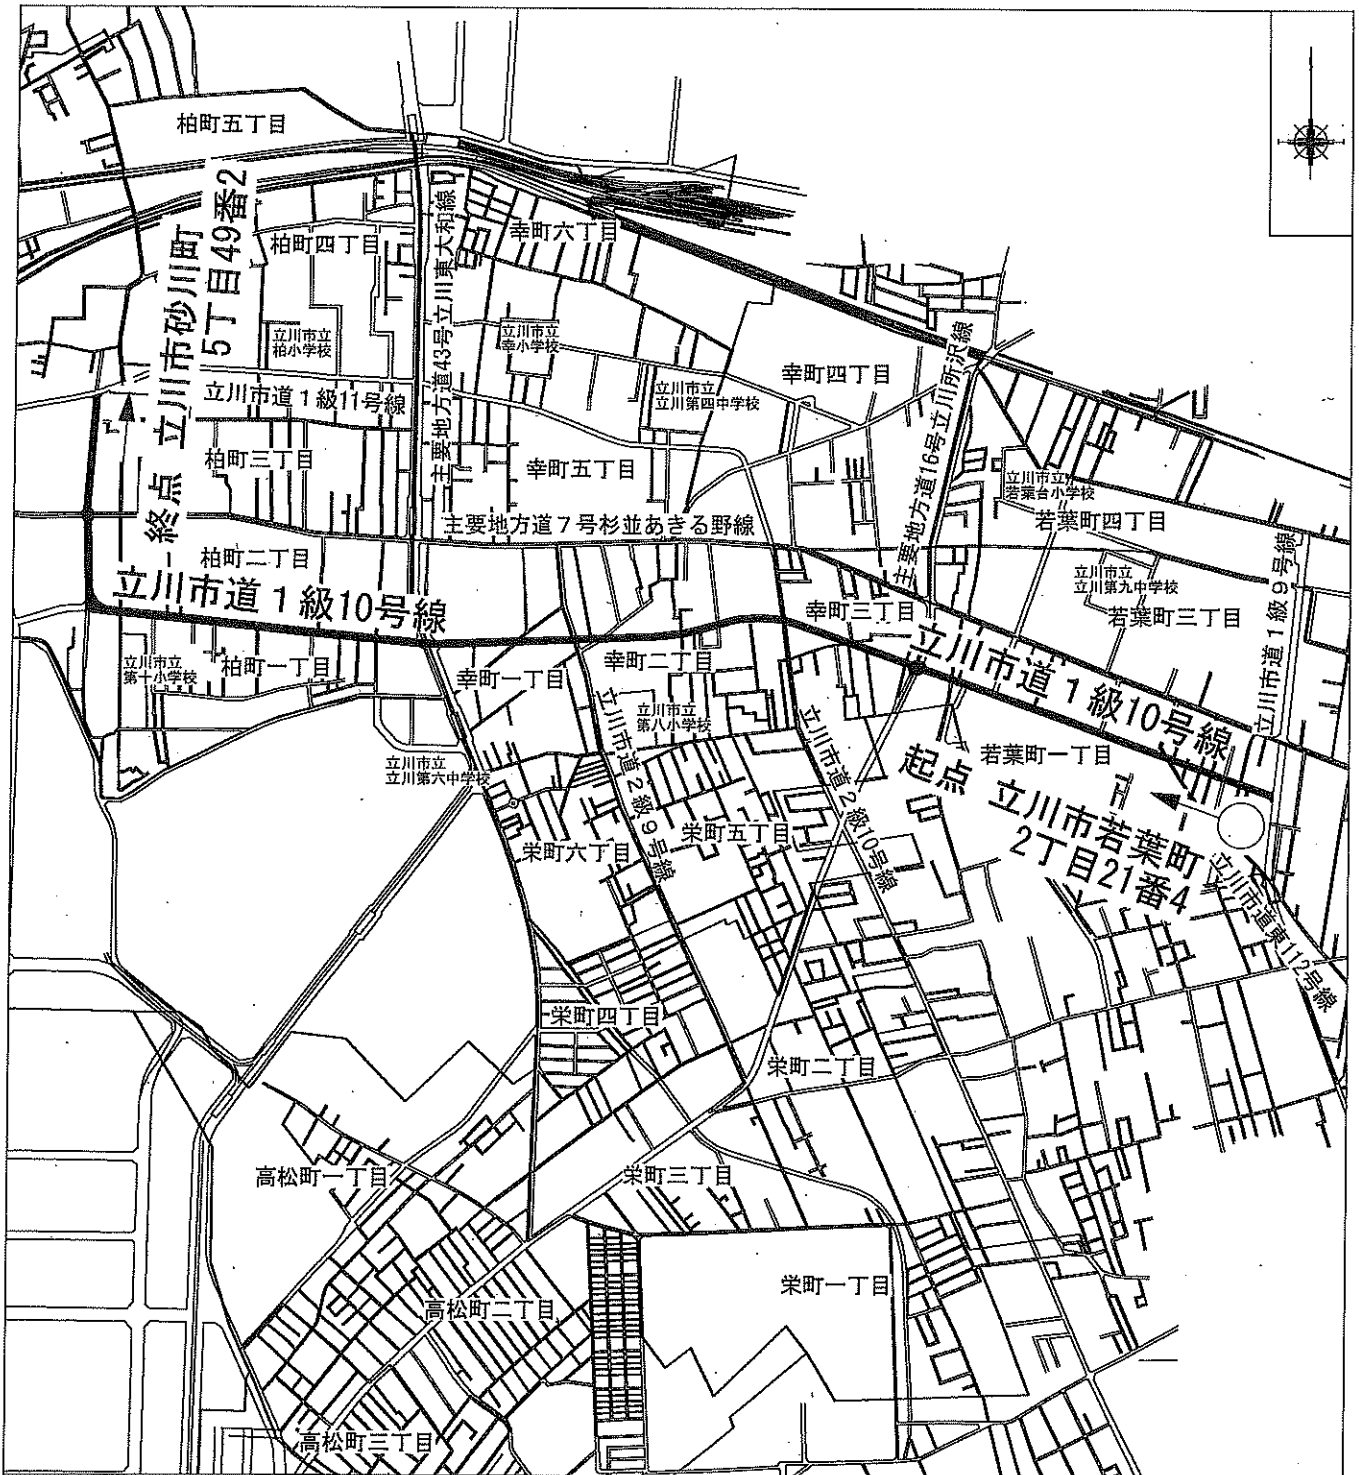 柏町五丁目
終点 立川市砂川町
5丁目49番2
柏町四丁目
主要地方道43号立川東大和線
幸町六丁目
立川市立
柏小学校
立川市立
幸小学校
立川市道1級11号線
立川市立
立川第四中学校
幸町四丁目
主要地方道16号立川所沢線
柏町三丁目
幸町五丁目
立川市立
若葉台小学校
若葉町四丁目
主要地方道7号杉並あきる野線
柏町二丁目
立川市道1級10号線
立川市立
立川第九中学校
立川市道1級9号線
幸町三丁目
若葉町三丁目
立川市立
第十小学校
柏町一丁目
幸町一丁目
幸町二丁目
立川市道1級10号線
立川市立
第八小学校
立川市道2級9号線
立川市道2級10号線
若葉町一丁目
立川市立
立川第六中学校
起点 立川市若葉町
2丁目21番4
栄町六丁目
栄町五丁目
立川市道東112号線
栄町四丁目
栄町二丁目
高松町一丁目
栄町三丁目
栄町一丁目
高松町二丁目
高松町三丁目